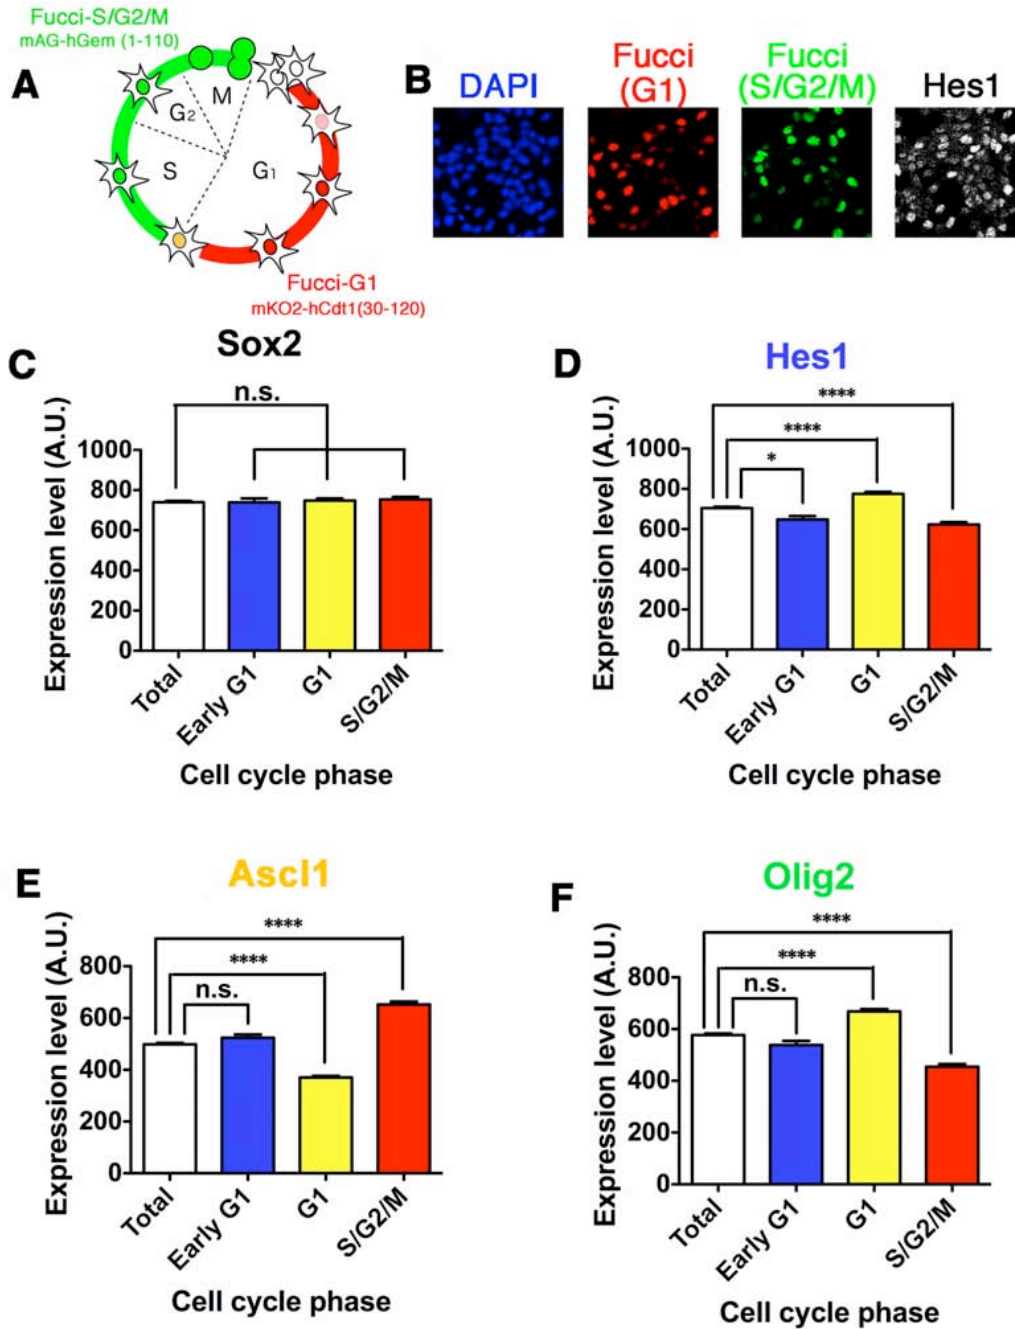 Fucci-S/G2/M
mAG-hGem (1-110)
A
M
G2
S
G1
Fucci-G1
mKO2-hCdt1(30-120)
B
DAPI
Fucci
(G1)
Fucci
(S/G2/M)
Hes1
C
Sox2
n.s.
Expression level (A.U.)
1000
800
600
400
200
0
Total
Early G1
G1
S/G2/M
Cell cycle phase
D
Hes1
****
****
*
Expression level (A.U.)
1000
800
600
400
200
0
Total
Early G1
G1
S/G2/M
Cell cycle phase
E
Ascl1
****
****
n.s.
Expression level (A.U.)
800
600
400
200
0
Total
Early G1
G1
S/G2/M
Cell cycle phase
F
Olig2
****
****
n.s.
Expression level (A.U.)
800
600
400
200
0
Total
Early G1
G1
S/G2/M
Cell cycle phase